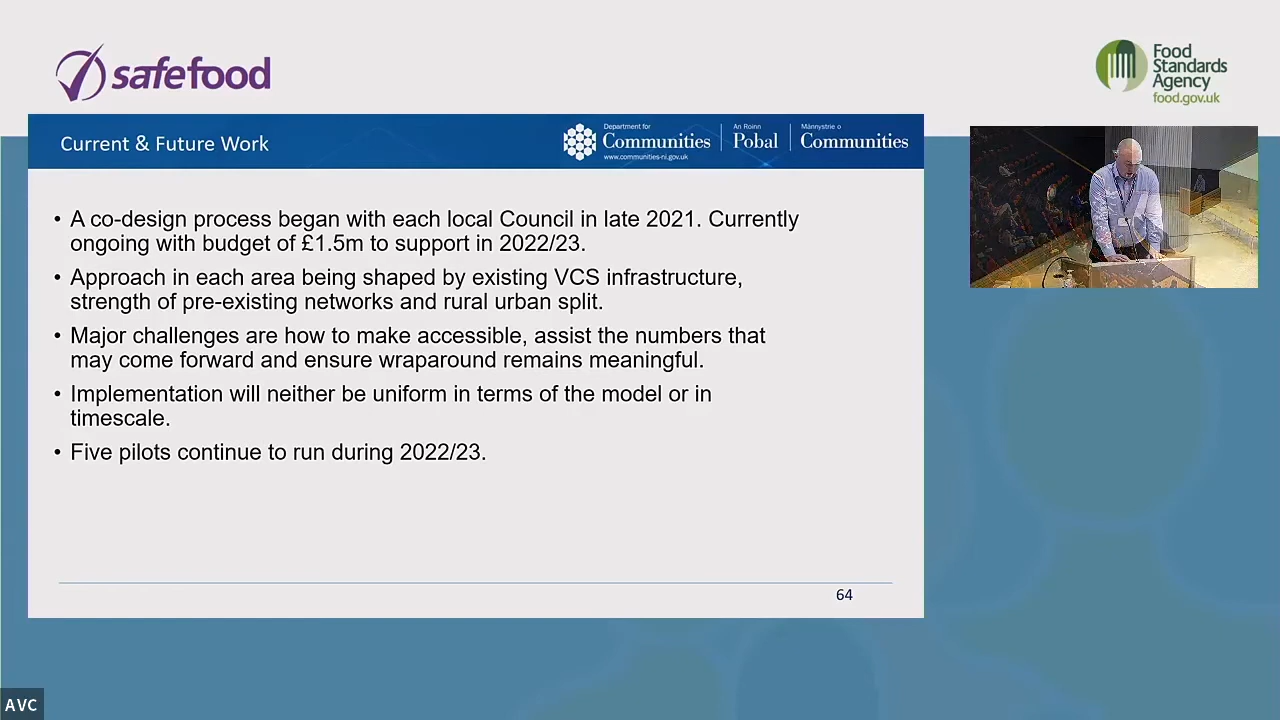 safefood
Food
Standards
Agency
food.gov.uk
Current & Future Work
Department for
Communities
www.communities-ni.gov.uk
An Roinn
Pobal
Männystrie o
Communities
• A co-design process began with each local Council in late 2021. Currently
ongoing with budget of £1.5m to support in 2022/23.
• Approach in each area being shaped by existing VCS infrastructure,
strength of pre-existing networks and rural urban split.
• Major challenges are how to make accessible, assist the numbers that
may come forward and ensure wraparound remains meaningful.
• Implementation will neither be uniform in terms of the model or in
timescale.
• Five pilots continue to run during 2022/23.
64
AVC